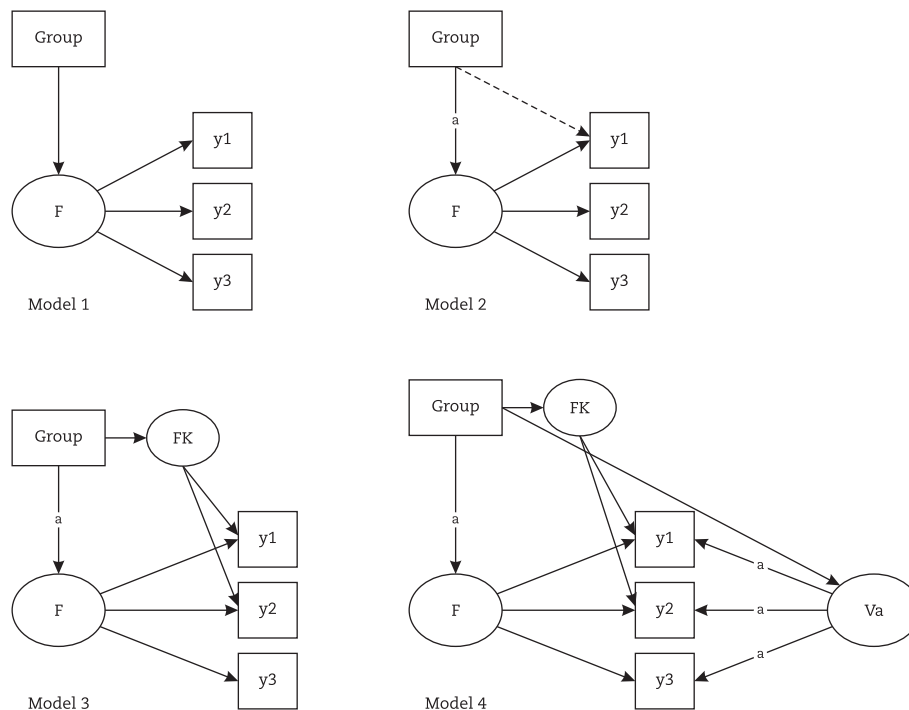 Group
y1
y2
y3
F
Model 1
Group
a
y1
y2
y3
F
Model 2
Group
FK
a
y1
y2
y3
F
Model 3
Group
FK
a
y1
y2
y3
F
a
a
a
Va
Model 4